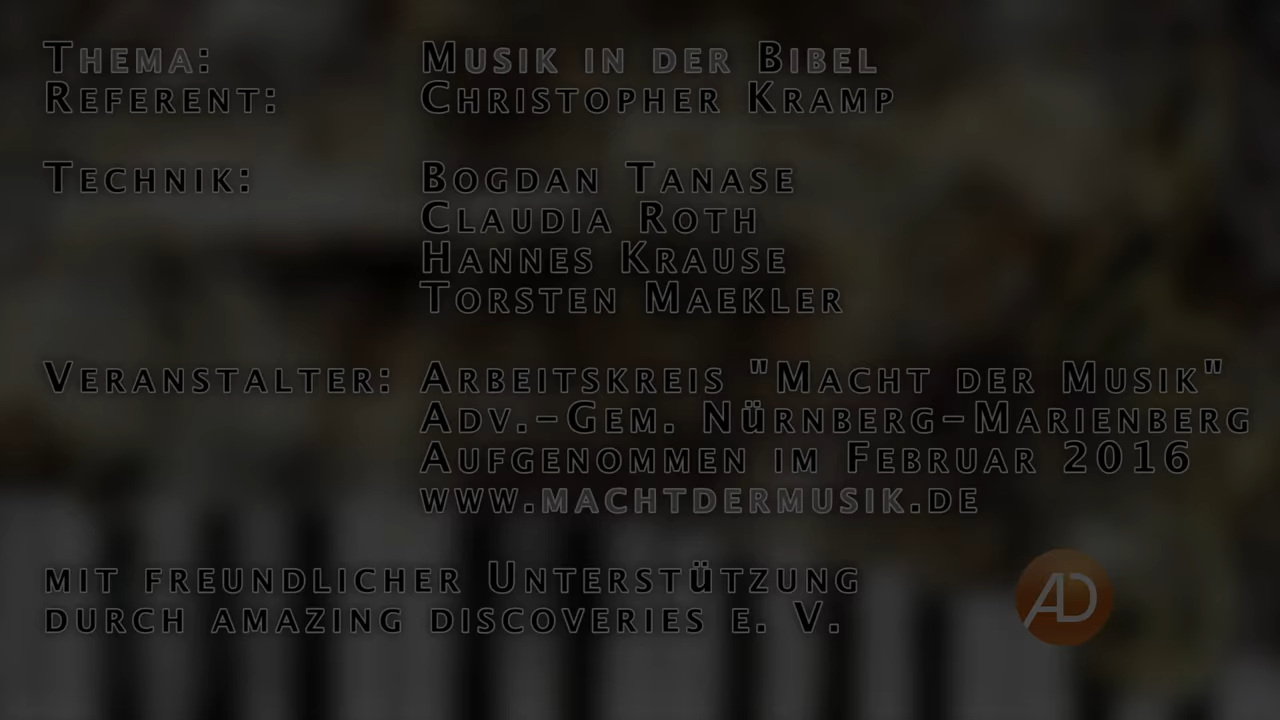 Thema: Musik in der Bibel
Referent: Christopher Kramp
Technik: Bogdan Tanase
Claudia Roth
Hannes Krause
Torsten Maekler
Veranstalter: Arbeitskreis "Macht der Musik"
Adv.-Gem. Nürnberg-Marienberg
Aufgenommen im Februar 2016
www.machtdermusik.de
mit freundlicher Unterstützung
durch amazing discoveries e. V.
AD